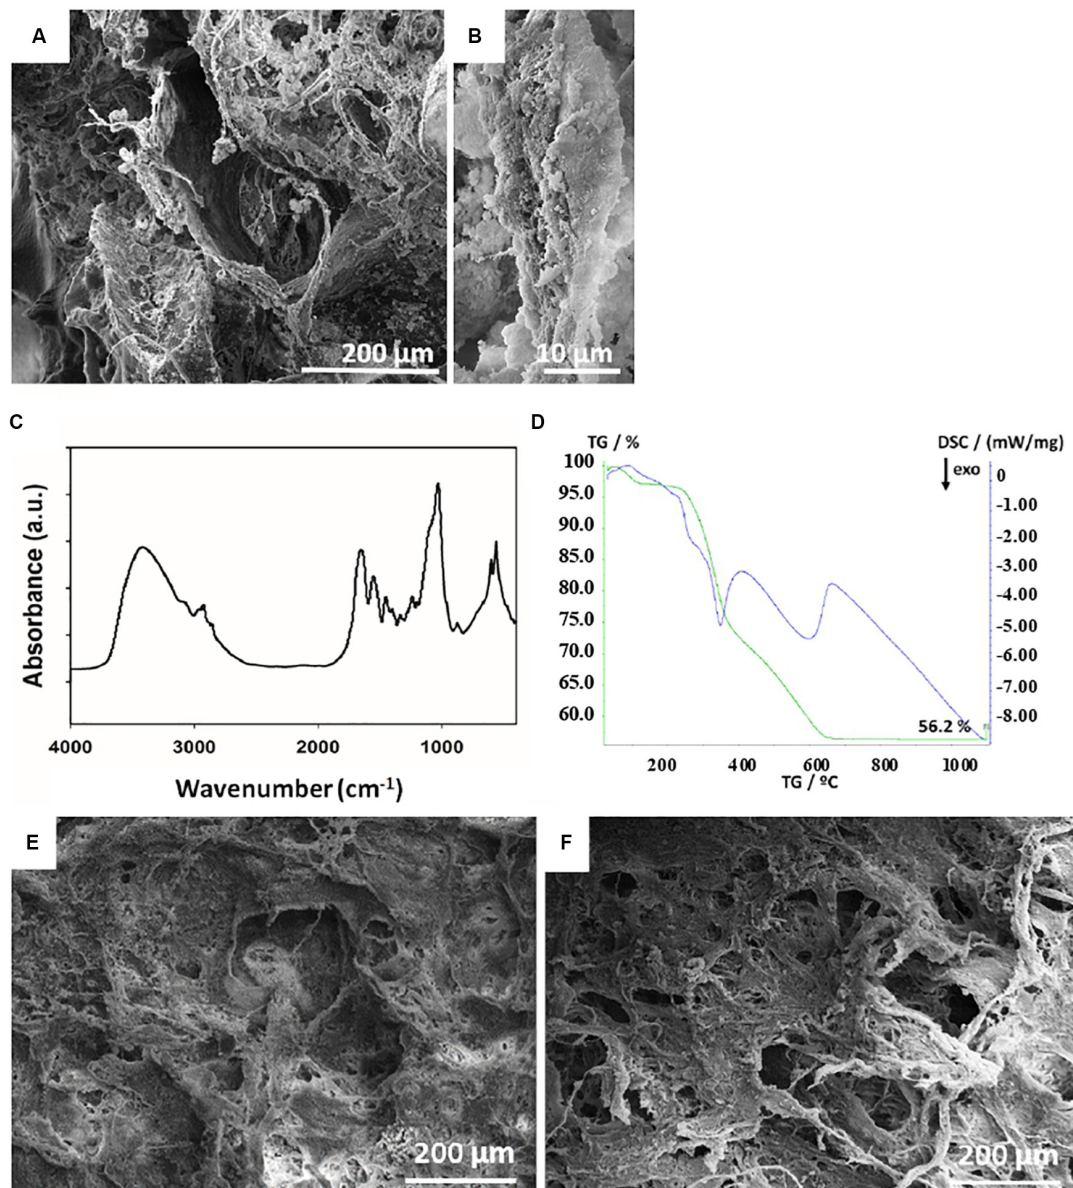 A
B
200 µm
10 µm
C
D
Absorbance (a.u.)
4000 3000 2000 1000
Wavenumber (cm-1)
TG / %
DSC / (mW/mg)
exo
100
95.0
90.0
85.0
80.0
75.0
70.0
65.0
60.0
0
-1.00
-2.00
-3.00
-4.00
-5.00
-6.00
-7.00
-8.00
56.2 %
200 400 600 800 1000
TG / ºC
E
F
200 µm
200 µm